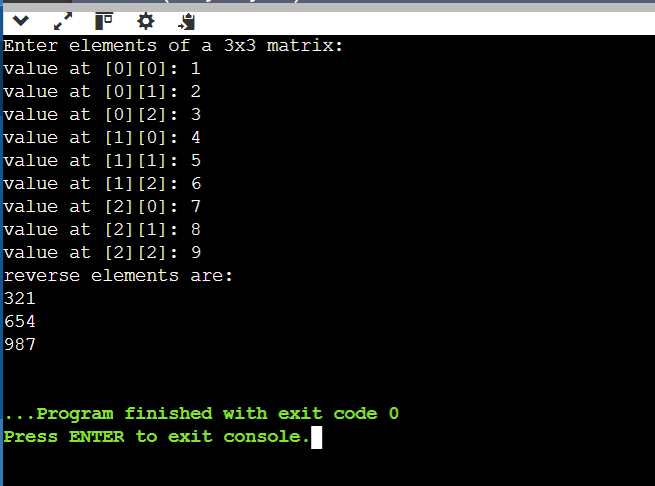 Enter elements of a 3x3 matrix:
value at [0][0]: 1
value at [0][1]: 2
value at [0][2]: 3
value at [1][0]: 4
value at [1][1]: 5
value at [1][2]: 6
value at [2][0]: 7
value at [2][1]: 8
value at [2][2]: 9
reverse elements are:
321
654
987
...Program finished with exit code 0
Press ENTER to exit console.